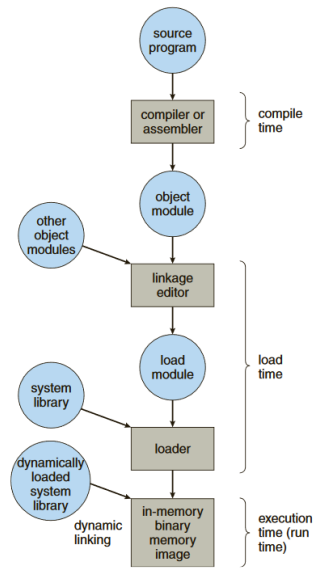 source
program
compiler or
assembler
compile
time
object
module
other
object
modules
linkage
editor
load
module
load
time
system
library
loader
dynamically
loaded
system
library
dynamic
linking
in-memory
binary
memory
image
execution
time (run
time)